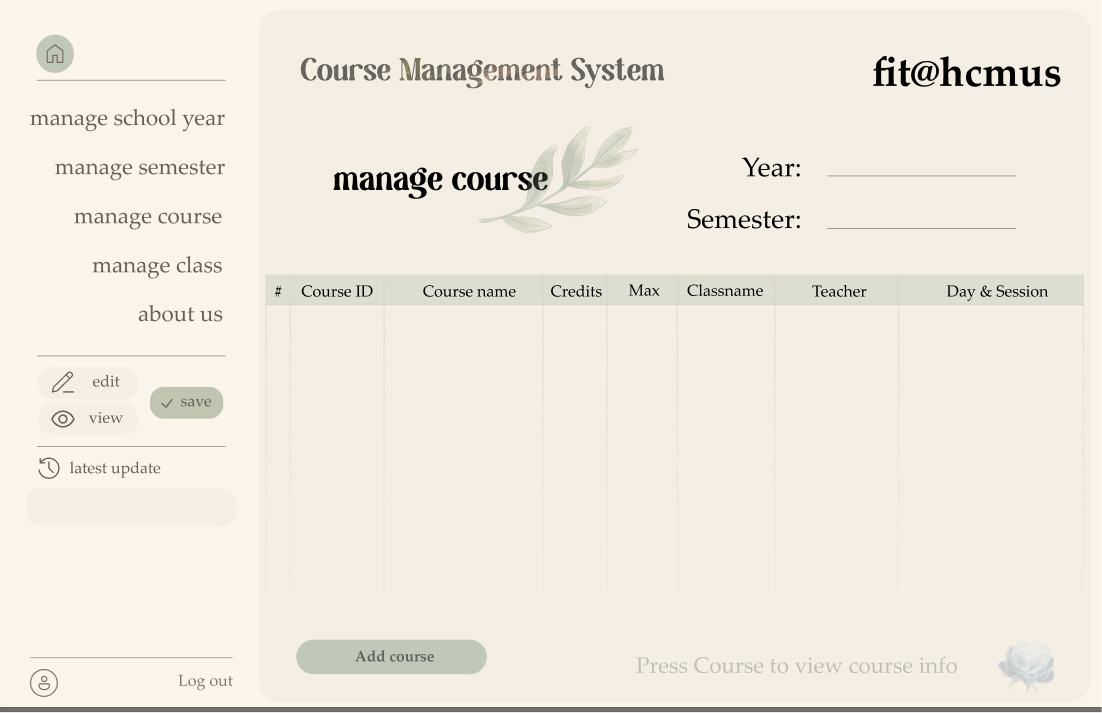 manage school year
manage semester
manage course
manage class
about us
edit
view
save
latest update
Log out
Course Management System
fit@hcmus
manage course
Year:
Semester:
# Course ID Course name Credits Max Classname Teacher Day & Session
Add course
Press Course to view course info